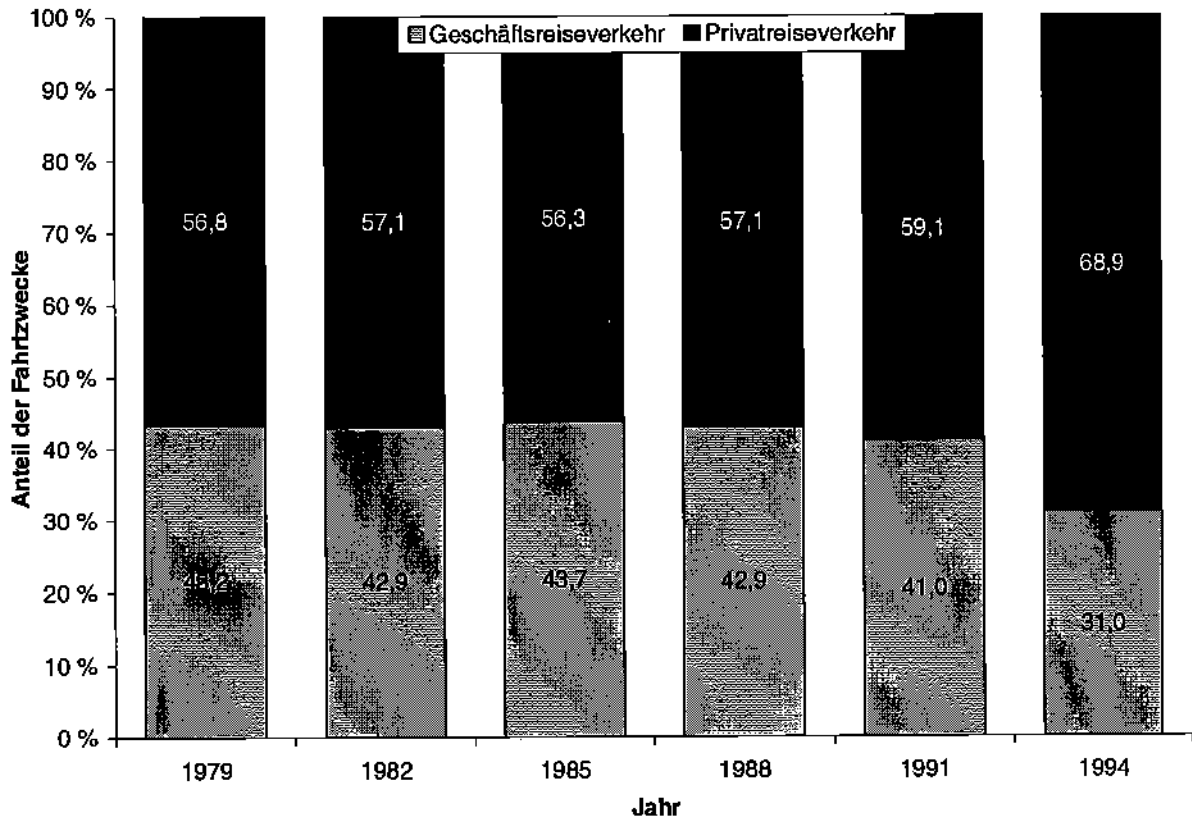 Geschäftsreiseverkehr Privatreiseverkehr
Anteil der Fahrtzwecke
100 %
90 %
80 %
70 %
60 %
50 %
40 %
30 %
20 %
10 %
0 %
56,8 57,1 56,3 57,1 59,1 68,9
43,2 42,9 43,7 42,9 41,0 31,0
1979 1982 1985 1988 1991 1994
Jahr